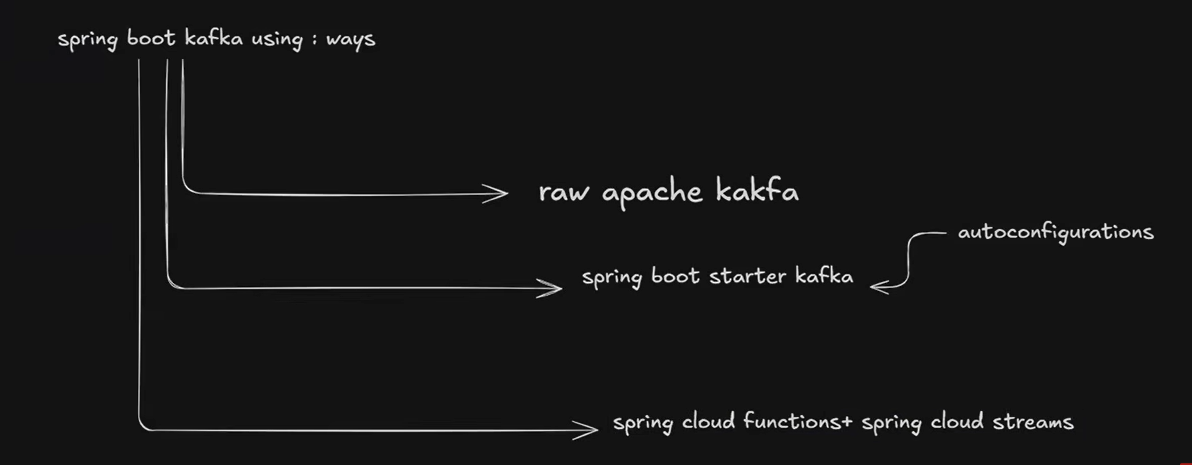 spring boot kafka using : ways
raw apache kakfa
autoconfigurations
spring boot starter kafka
spring cloud functions+ spring cloud streams